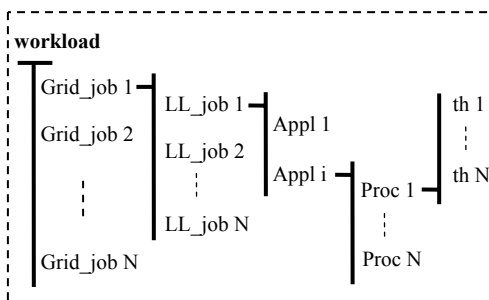 workload
Grid_job 1
Grid_job 2
Grid_job N
LL_job 1
LL_job 2
LL_job N
Appl 1
Appl i
Proc 1
Proc N
th 1
th N